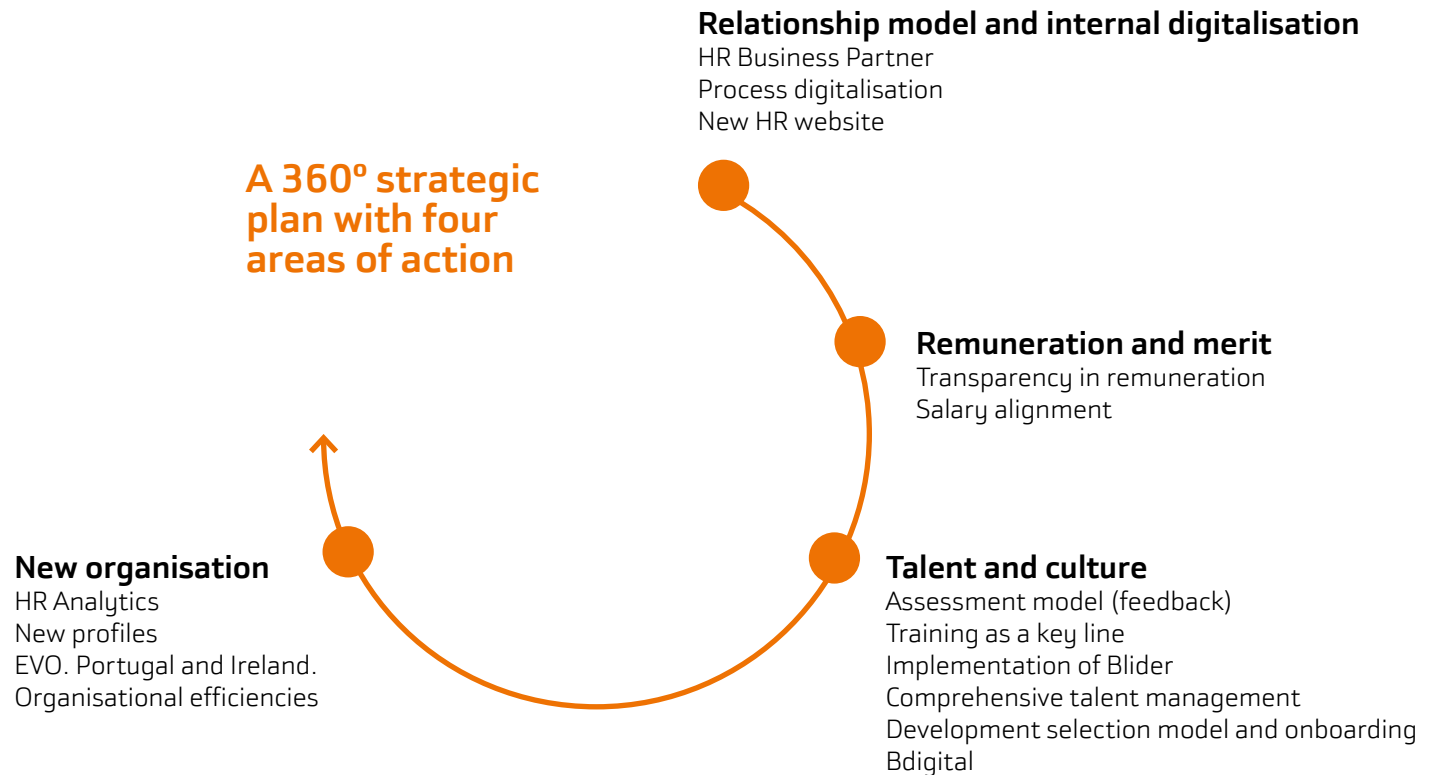 Relationship model and internal digitalisation
HR Business Partner
Process digitalisation
New HR website
A 360º strategic
plan with four
areas of action
Remuneration and merit
Transparency in remuneration
Salary alignment
Talent and culture
Assessment model (feedback)
Training as a key line
Implementation of Blider
Comprehensive talent management
Development selection model and onboarding
Bdigital
New organisation
HR Analytics
New profiles
EVO. Portugal and Ireland.
Organisational efficiencies